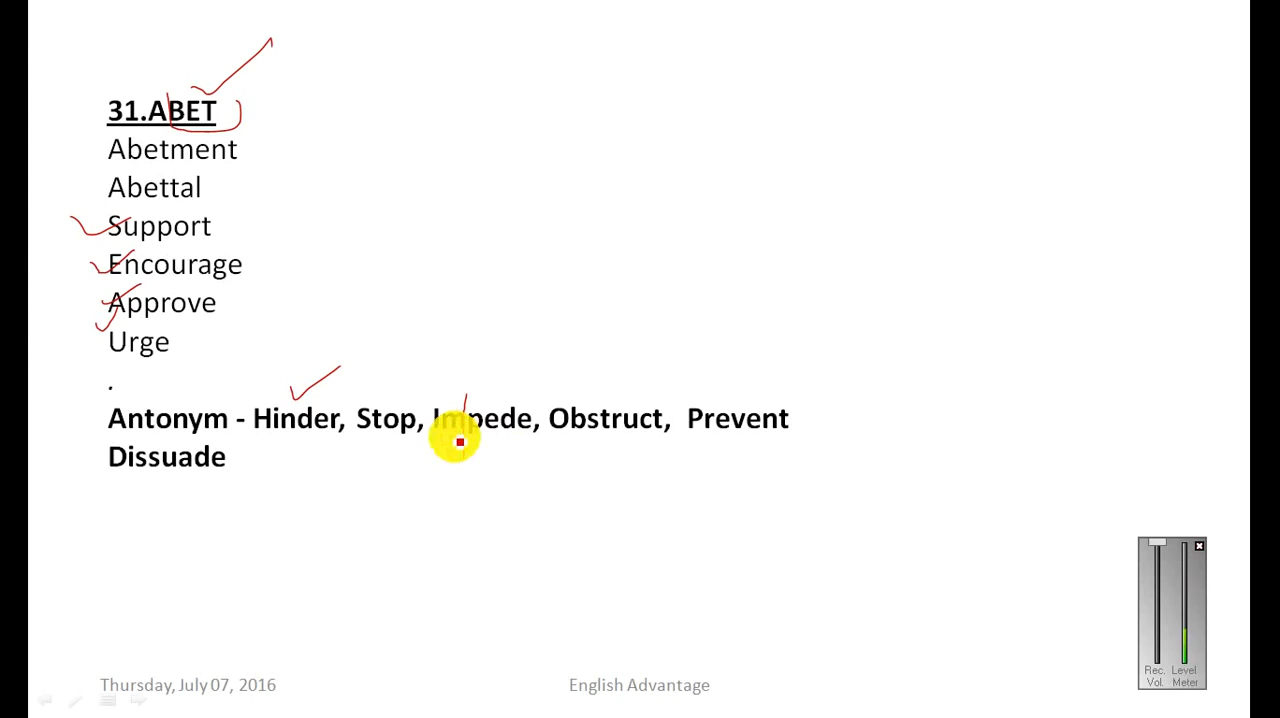 31.ABET
Abetment
Abettal
Support
Encourage
Approve
Urge
.
Antonym - Hinder, Stop, Impede, Obstruct, Prevent
Dissuade
Rec. Level
Vol. Meter
Thursday, July 07, 2016 English Advantage